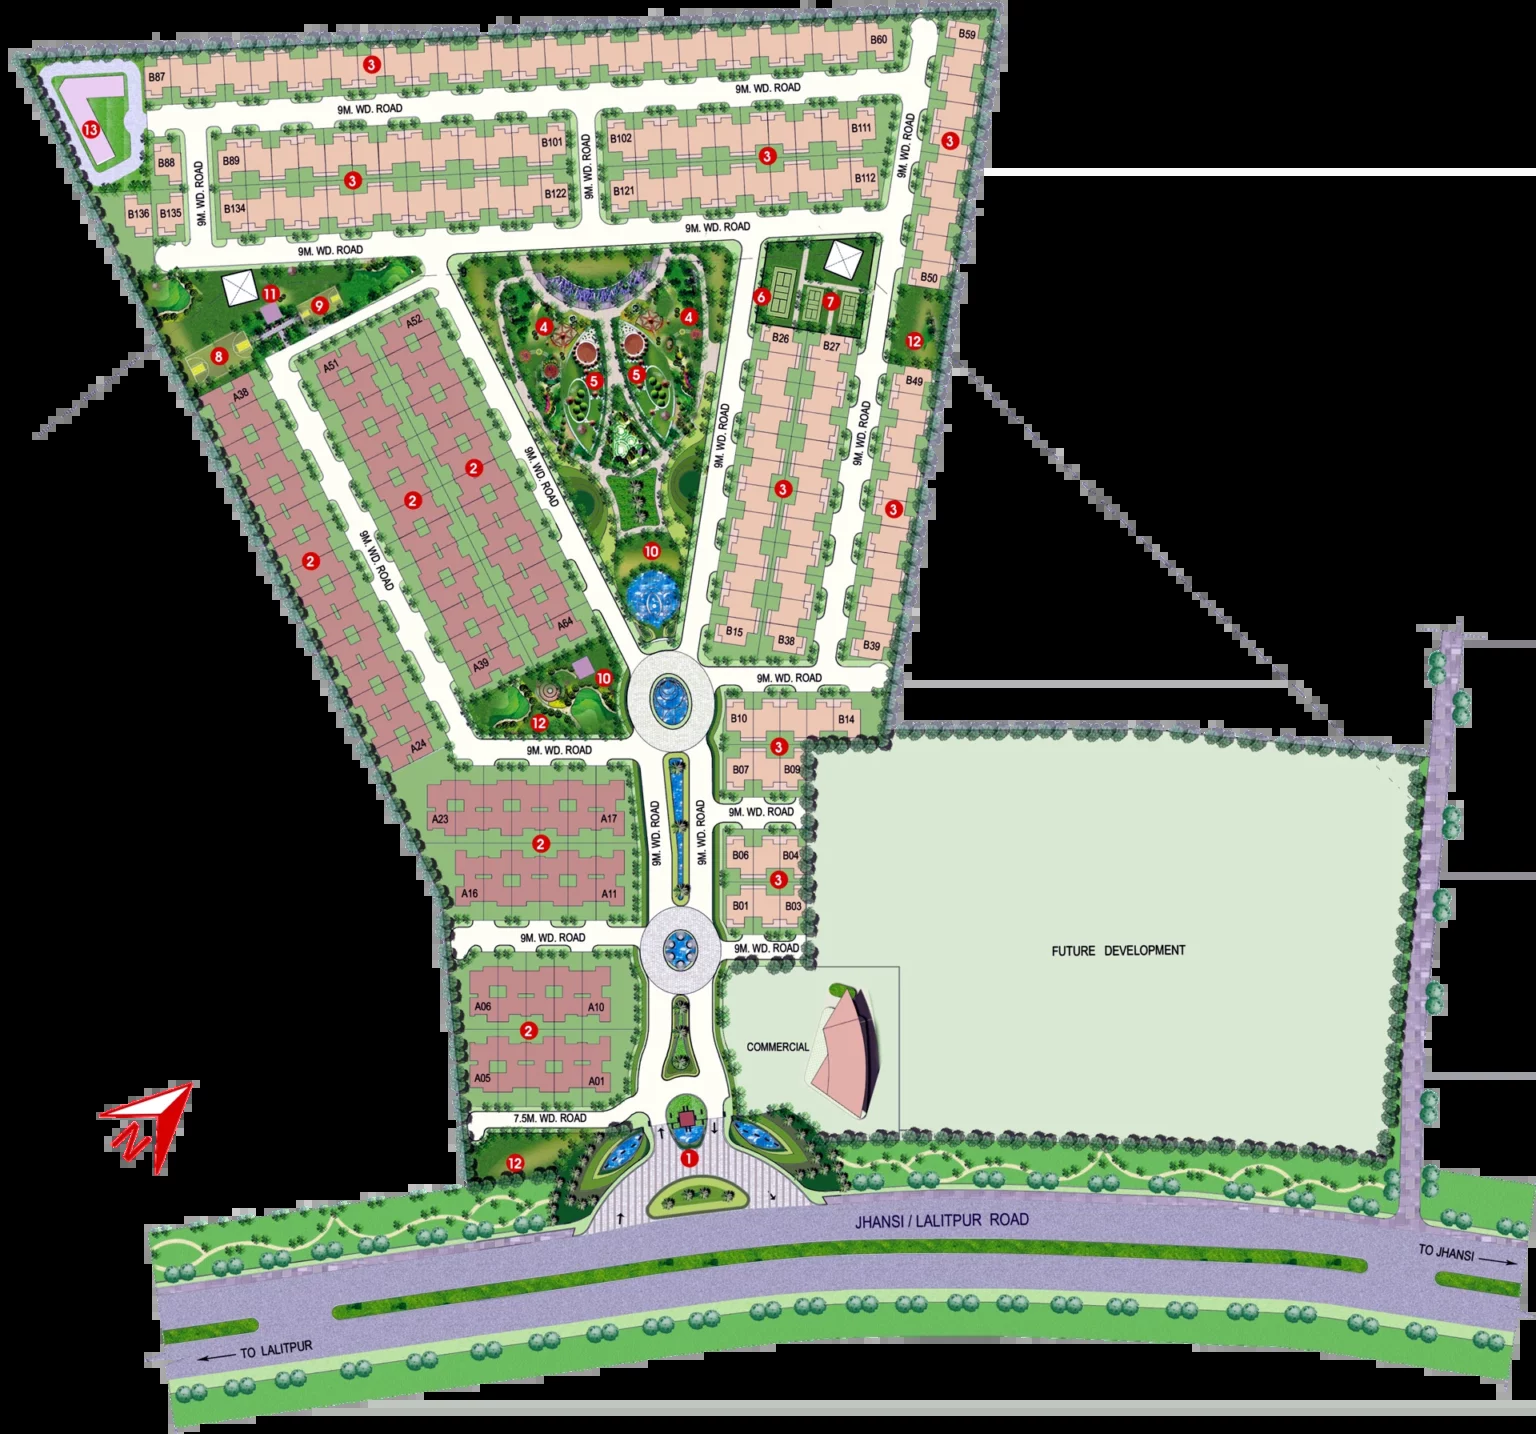 B59
B60
3
B87
9M. WD. ROAD
9M. WD. ROAD
13
B101
B102
B111
9M. WD. ROAD
3
B88
B89
3
3
9M. WD. ROAD
9M. WD. ROAD
B112
B121
B122
B134
B136
B135
9M. WD. ROAD
9M. WD. ROAD
B50
11
9
6
7
4
4
8
A52
B26
B27
12
A51
5
5
B49
A38
9M. WD. ROAD
9M. WD. ROAD
2
2
9M. WD. ROAD
3
3
2
9M. WD. ROAD
10
A64
B15
B38
B39
A39
10
9M. WD. ROAD
12
B10
B14
A24
9M. WD. ROAD
3
B07
B09
A23
A17
9M. WD. ROAD
9M. WD. ROAD
9M. WD. ROAD
2
B06
B04
3
A16
A11
B01
B03
9M. WD. ROAD
9M. WD. ROAD
FUTURE DEVELOPMENT
A06
A10
2
COMMERCIAL
A05
A01
7.5M. WD. ROAD
N
12
1
JHANSI / LALITPUR ROAD
TO JHANSI
TO LALITPUR